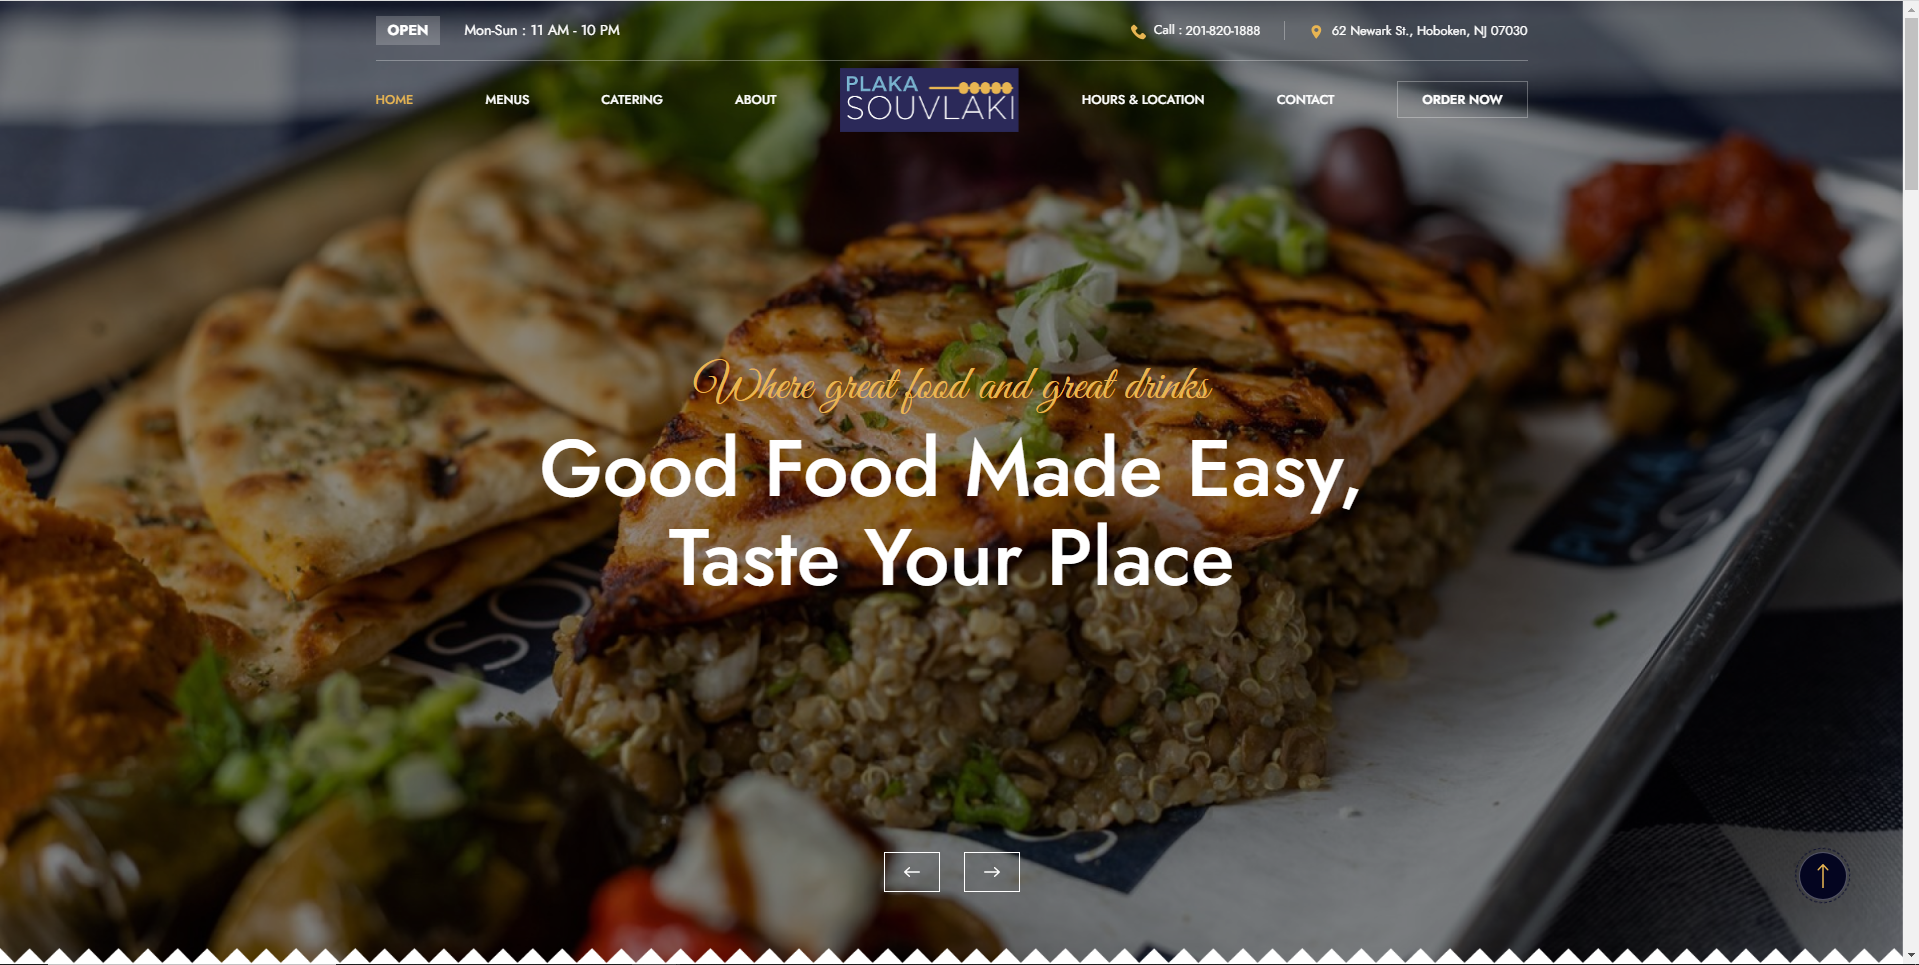 OPEN Mon-Sun : 11 AM - 10 PM Call : 201-820-1888 62 Newark St., Hoboken, NJ 07030
HOME MENUS CATERING ABOUT PLAKA SOUVLAKI HOURS & LOCATION CONTACT ORDER NOW
Where great food and great drinks
Good Food Made Easy,
Taste Your Place